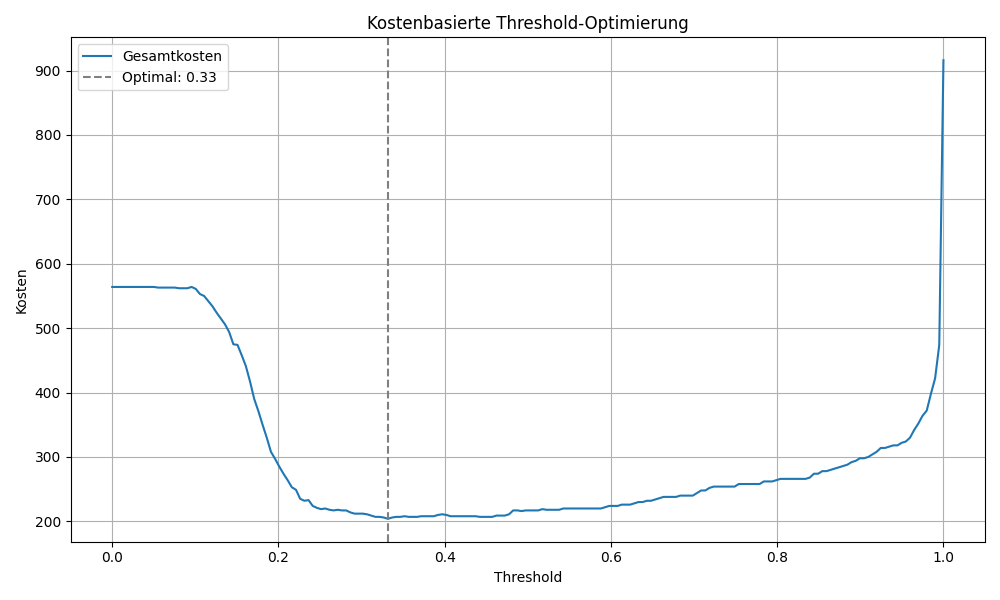 Kostenbasierte Threshold-Optimierung
Gesamtkosten
Optimal: 0.33
Kosten
900
800
700
600
500
400
300
200
0.0 0.2 0.4 0.6 0.8 1.0
Threshold